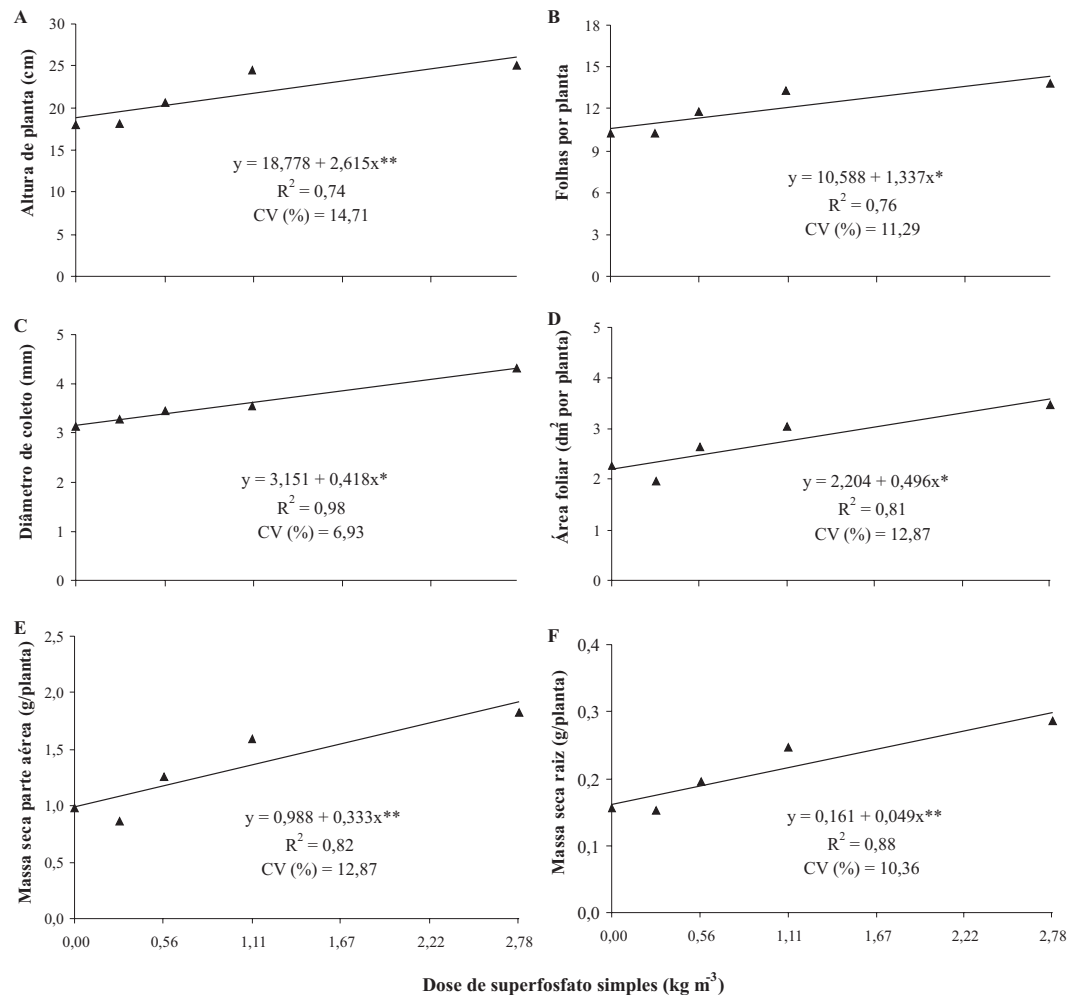 A
Altura de planta (cm)
30
25
20
15
10
5
0
y = 18,778 + 2,615x**
R² = 0,74
CV (%) = 14,71
B
Folhas por planta
18
15
12
9
6
3
0
y = 10,588 + 1,337x*
R² = 0,76
CV (%) = 11,29
C
Diâmetro de coleto (mm)
5
4
3
2
1
0
y = 3,151 + 0,418x*
R² = 0,98
CV (%) = 6,93
D
Área foliar (dm² por planta)
5
4
3
2
1
0
y = 2,204 + 0,496x*
R² = 0,81
CV (%) = 12,87
E
Massa seca parte aérea (g/planta)
2,5
2,0
1,5
1,0
0,5
0,0
y = 0,988 + 0,333x**
R² = 0,82
CV (%) = 12,87
0,00 0,56 1,11 1,67 2,22 2,78
F
Massa seca raiz (g/planta)
0,4
0,3
0,2
0,1
0,0
y = 0,161 + 0,049x**
R² = 0,88
CV (%) = 10,36
0,00 0,56 1,11 1,67 2,22 2,78
Dose de superfosfato simples (kg m⁻³)